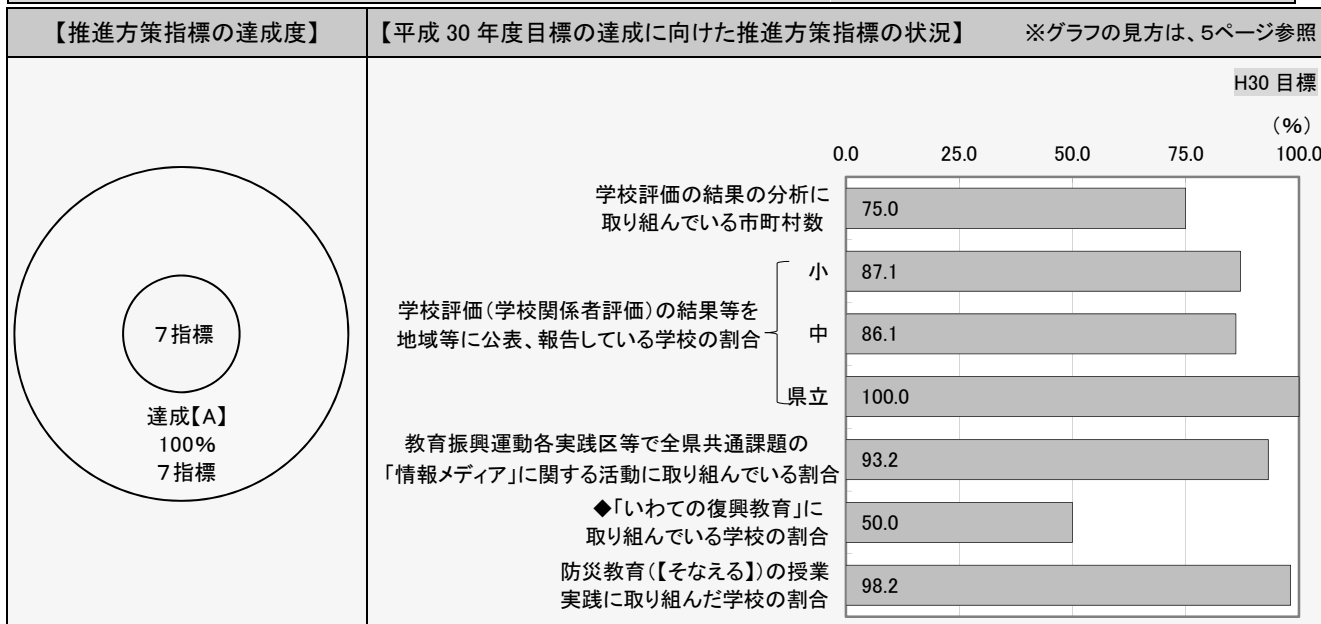 【推進方策指標の達成度】
【平成 30 年度目標の達成に向けた推進方策指標の状況】 ※グラフの見方は、5ページ参照
7指標
達成【A】
100%
7指標
H30 目標
(%)
0.0 25.0 50.0 75.0 100.0
学校評価の結果の分析に
取り組んでいる市町村数
75.0
学校評価(学校関係者評価)の結果等を
地域等に公表、報告している学校の割合
小
87.1
中
86.1
県立
100.0
教育振興運動各実践区等で全県共通課題の
「情報メディア」に関する活動に取り組んでいる割合
93.2
◆「いわての復興教育」に
取り組んでいる学校の割合
50.0
防災教育(【そなえる】)の授業
実践に取り組んだ学校の割合
98.2